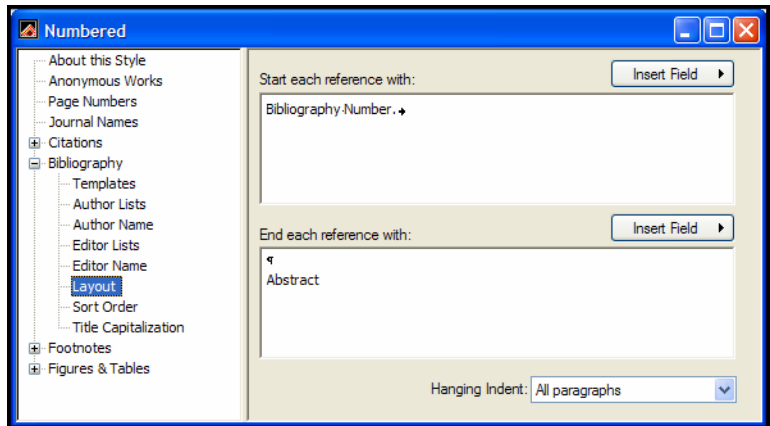 Numbered
About this Style
Anonymous Works
Page Numbers
Journal Names
Citations
Bibliography
Templates
Author Lists
Author Name
Editor Lists
Editor Name
Layout
Sort Order
Title Capitalization
Footnotes
Figures & Tables
Start each reference with:
Insert Field
Bibliography·Number.→
End each reference with:
Insert Field
¶
Abstract
Hanging Indent: All paragraphs